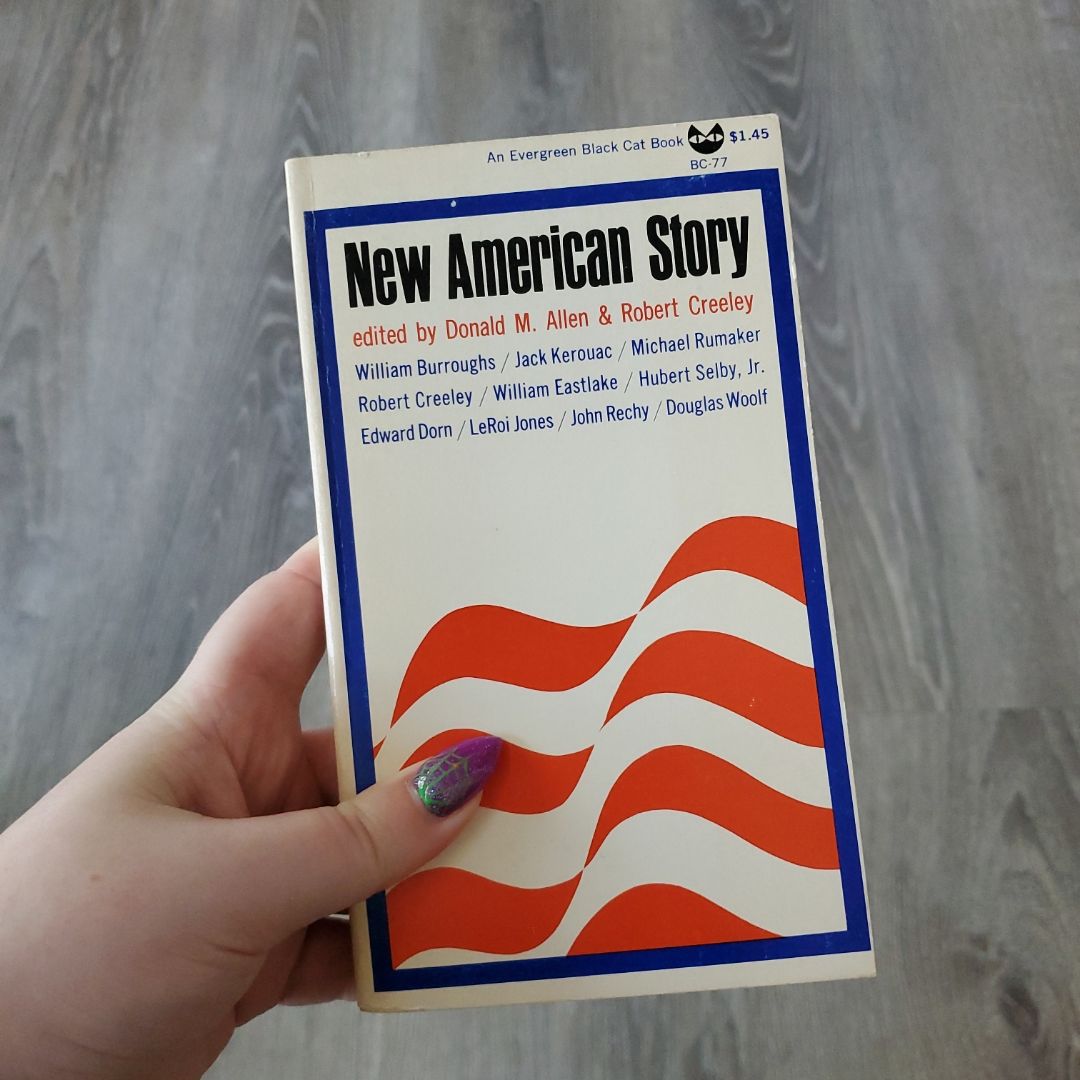 An Evergreen Black Cat Book $1.45
BC-77
New American Story
edited by Donald M. Allen & Robert Creeley
William Burroughs / Jack Kerouac / Michael Rumaker
Robert Creeley / William Eastlake / Hubert Selby, Jr.
Edward Dorn / LeRoi Jones / John Rechy / Douglas Woolf